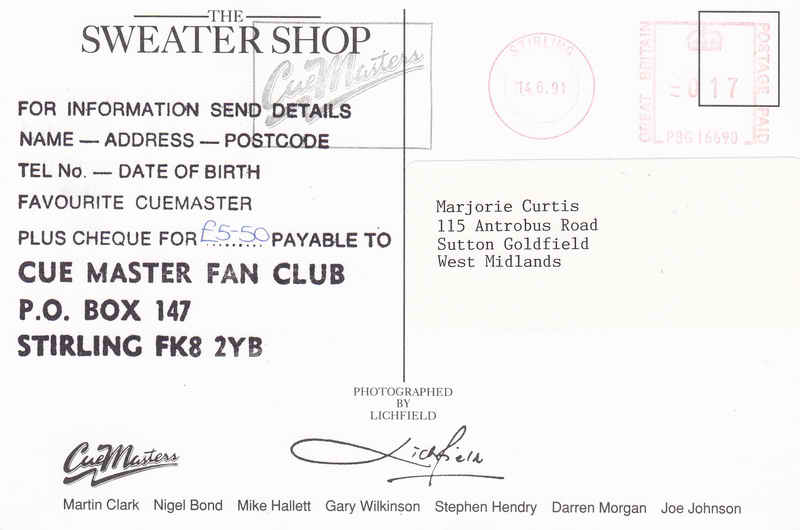 THE
SWEATER SHOP
CueMasters
FOR INFORMATION SEND DETAILS
NAME — ADDRESS — POSTCODE
TEL No. — DATE OF BIRTH
FAVOURITE CUEMASTER
PLUS CHEQUE FOR £5-50 PAYABLE TO
CUE MASTER FAN CLUB
P.O. BOX 147
STIRLING FK8 2YB
STIRLING
14.6.91
GREAT BRITAIN
017
POSTAGE PAID
PBG16690
Marjorie Curtis
115 Antrobus Road
Sutton Goldfield
West Midlands
PHOTOGRAPHED
BY
LICHFIELD
Lichfield
CueMasters
Martin Clark Nigel Bond Mike Hallett Gary Wilkinson Stephen Hendry Darren Morgan Joe Johnson